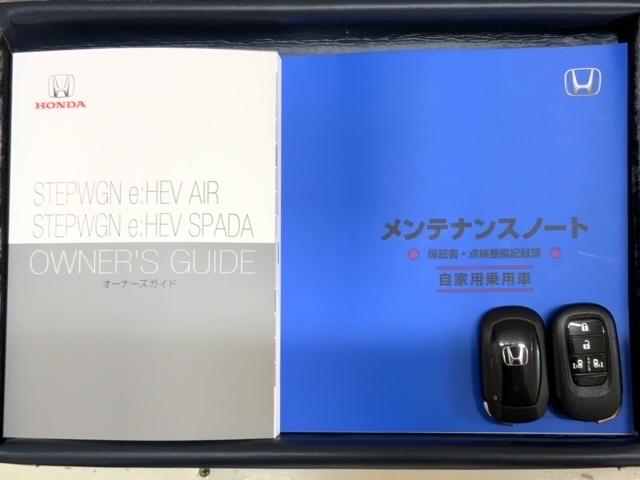 HONDA
STEPWGN e:HEV AIR
STEPWGN e:HEV SPADA
OWNER'S GUIDE
オーナーズガイド
メンテナンスノート
保証書・点検整備記録簿
自家用乗用車